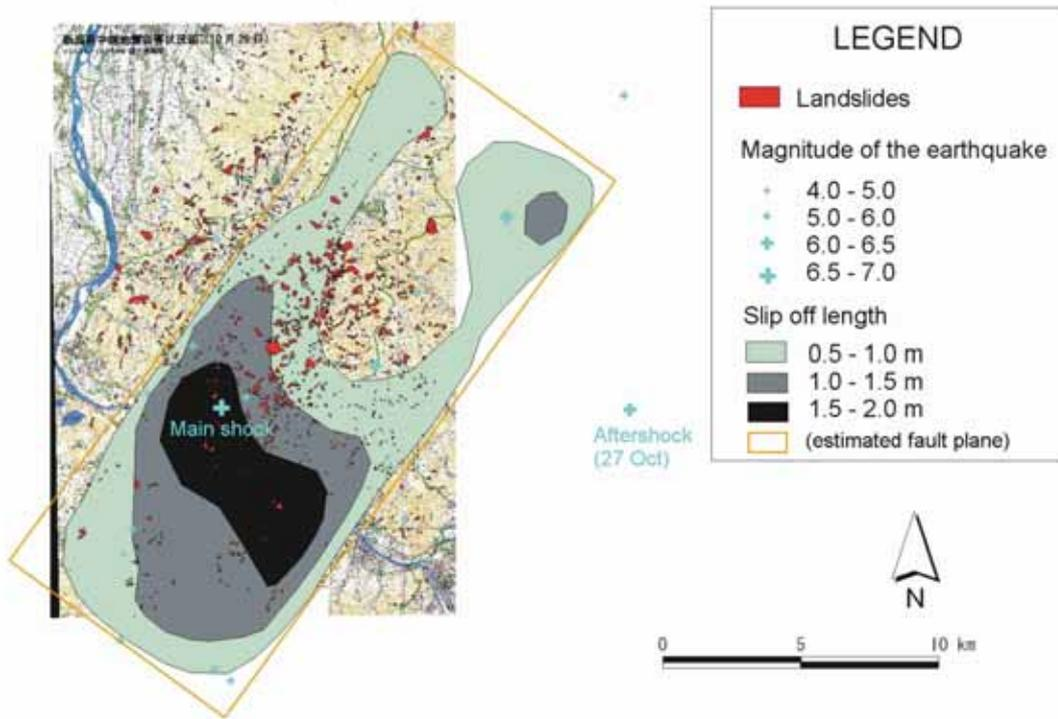 LEGEND
Landslides
Magnitude of the earthquake
4.0 - 5.0
5.0 - 6.0
6.0 - 6.5
6.5 - 7.0
Slip off length
0.5 - 1.0 m
1.0 - 1.5 m
1.5 - 2.0 m
(estimated fault plane)
Main shock
Aftershock
(27 Oct)
N
0 5 10 km